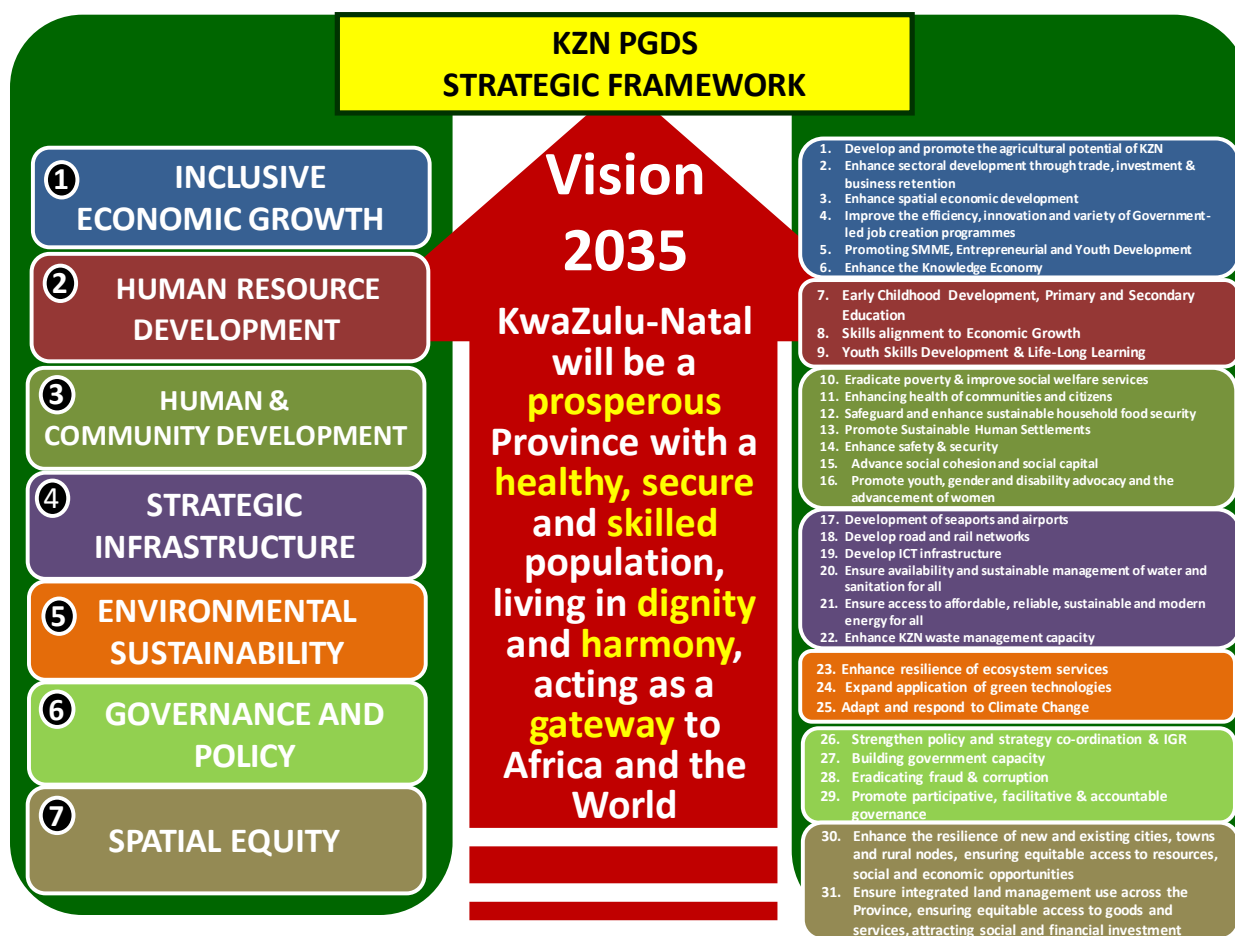 KZN PGDS
STRATEGIC FRAMEWORK
1
INCLUSIVE
ECONOMIC GROWTH
2
HUMAN RESOURCE
DEVELOPMENT
3
HUMAN &
COMMUNITY DEVELOPMENT
4
STRATEGIC
INFRASTRUCTURE
5
ENVIRONMENTAL
SUSTAINABILITY
6
GOVERNANCE AND
POLICY
7
SPATIAL EQUITY
Vision
2035
KwaZulu-Natal
will be a
prosperous
Province with a
healthy, secure
and skilled
population,
living in dignity
and harmony,
acting as a
gateway to
Africa and the
World
1. Develop and promote the agricultural potential of KZN
2. Enhance sectoral development through trade, investment &
business retention
3. Enhance spatial economic development
4. Improve the efficiency, innovation and variety of Government-
led job creation programmes
5. Promoting SMME, Entrepreneurial and Youth Development
6. Enhance the Knowledge Economy
7. Early Childhood Development, Primary and Secondary
Education
8. Skills alignment to Economic Growth
9. Youth Skills Development & Life-Long Learning
10. Eradicate poverty & improve social welfare services
11. Enhancing health of communities and citizens
12. Safeguard and enhance sustainable household food security
13. Promote Sustainable Human Settlements
14. Enhance safety & security
15. Advance social cohesion and social capital
16. Promote youth, gender and disability advocacy and the
advancement of women
17. Development of seaports and airports
18. Develop road and rail networks
19. Develop ICT infrastructure
20. Ensure availability and sustainable management of water and
sanitation for all
21. Ensure access to affordable, reliable, sustainable and modern
energy for all
22. Enhance KZN waste management capacity
23. Enhance resilience of ecosystem services
24. Expand application of green technologies
25. Adapt and respond to Climate Change
26. Strengthen policy and strategy co-ordination & IGR
27. Building government capacity
28. Eradicating fraud & corruption
29. Promote participative, facilitative & accountable
governance
30. Enhance the resilience of new and existing cities, towns
and rural nodes, ensuring equitable access to resources,
social and economic opportunities
31. Ensure integrated land management use across the
Province, ensuring equitable access to goods and
services, attracting social and financial investment